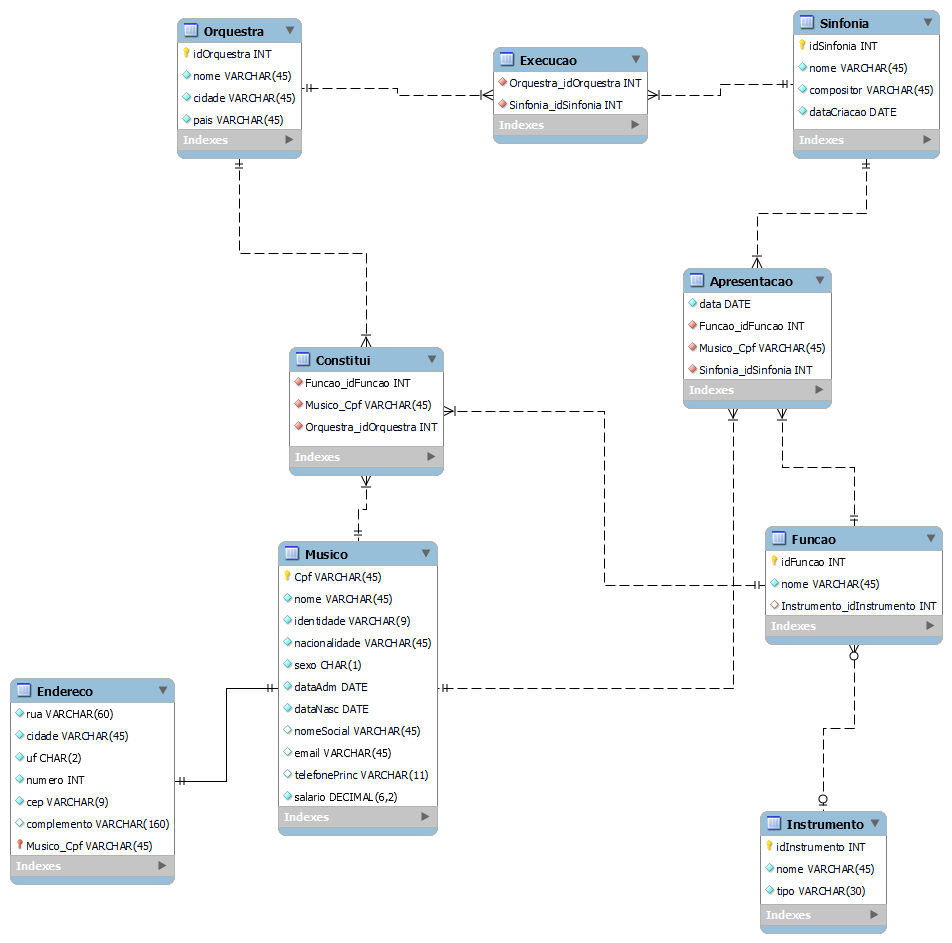 Orquestra
idOrquestra INT
nome VARCHAR(45)
cidade VARCHAR(45)
pais VARCHAR(45)
Indexes
Execucao
Orquestra_idOrquestra INT
Sinfonia_idSinfonia INT
Indexes
Sinfonia
idSinfonia INT
nome VARCHAR(45)
compositor VARCHAR(45)
dataCriacao DATE
Indexes
Apresentacao
data DATE
Funcao_idFuncao INT
Musico_Cpf VARCHAR(45)
Sinfonia_idSinfonia INT
Indexes
Constitui
Funcao_idFuncao INT
Musico_Cpf VARCHAR(45)
Orquestra_idOrquestra INT
Indexes
Musico
Cpf VARCHAR(45)
nome VARCHAR(45)
identidade VARCHAR(9)
nacionalidade VARCHAR(45)
sexo CHAR(1)
dataAdm DATE
dataNasc DATE
nomeSocial VARCHAR(45)
email VARCHAR(45)
telefonePrinc VARCHAR(11)
salario DECIMAL(6,2)
Indexes
Funcao
idFuncao INT
nome VARCHAR(45)
Instrumento_idInstrumento INT
Indexes
Endereco
rua VARCHAR(60)
cidade VARCHAR(45)
uf CHAR(2)
numero INT
cep VARCHAR(9)
complemento VARCHAR(160)
Musico_Cpf VARCHAR(45)
Indexes
Instrumento
idInstrumento INT
nome VARCHAR(45)
tipo VARCHAR(30)
Indexes